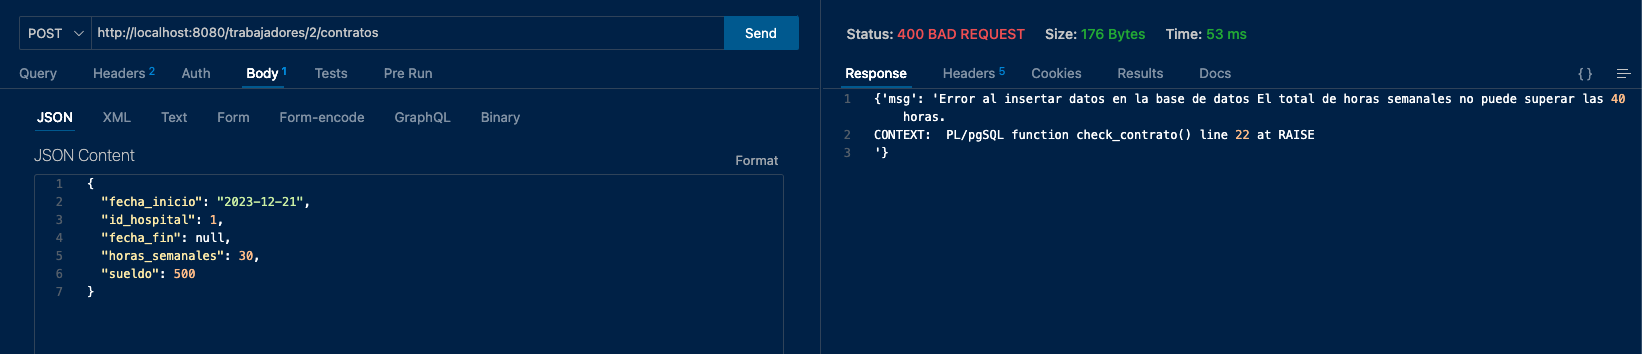 POST http://localhost:8080/trabajadores/2/contratos Send
Query Headers 2 Auth Body 1 Tests Pre Run
JSON XML Text Form Form-encode GraphQL Binary
JSON Content
Format
1 {
2 "fecha_inicio": "2023-12-21",
3 "id_hospital": 1,
4 "fecha_fin": null,
5 "horas_semanales": 30,
6 "sueldo": 500
7 }
Status: 400 BAD REQUEST Size: 176 Bytes Time: 53 ms
Response Headers 5 Cookies Results Docs { }
1 {'msg': 'Error al insertar datos en la base de datos El total de horas semanales no puede superar las 40
horas.
2 CONTEXT:  PL/pgSQL function check_contrato() line 22 at RAISE
3 '}